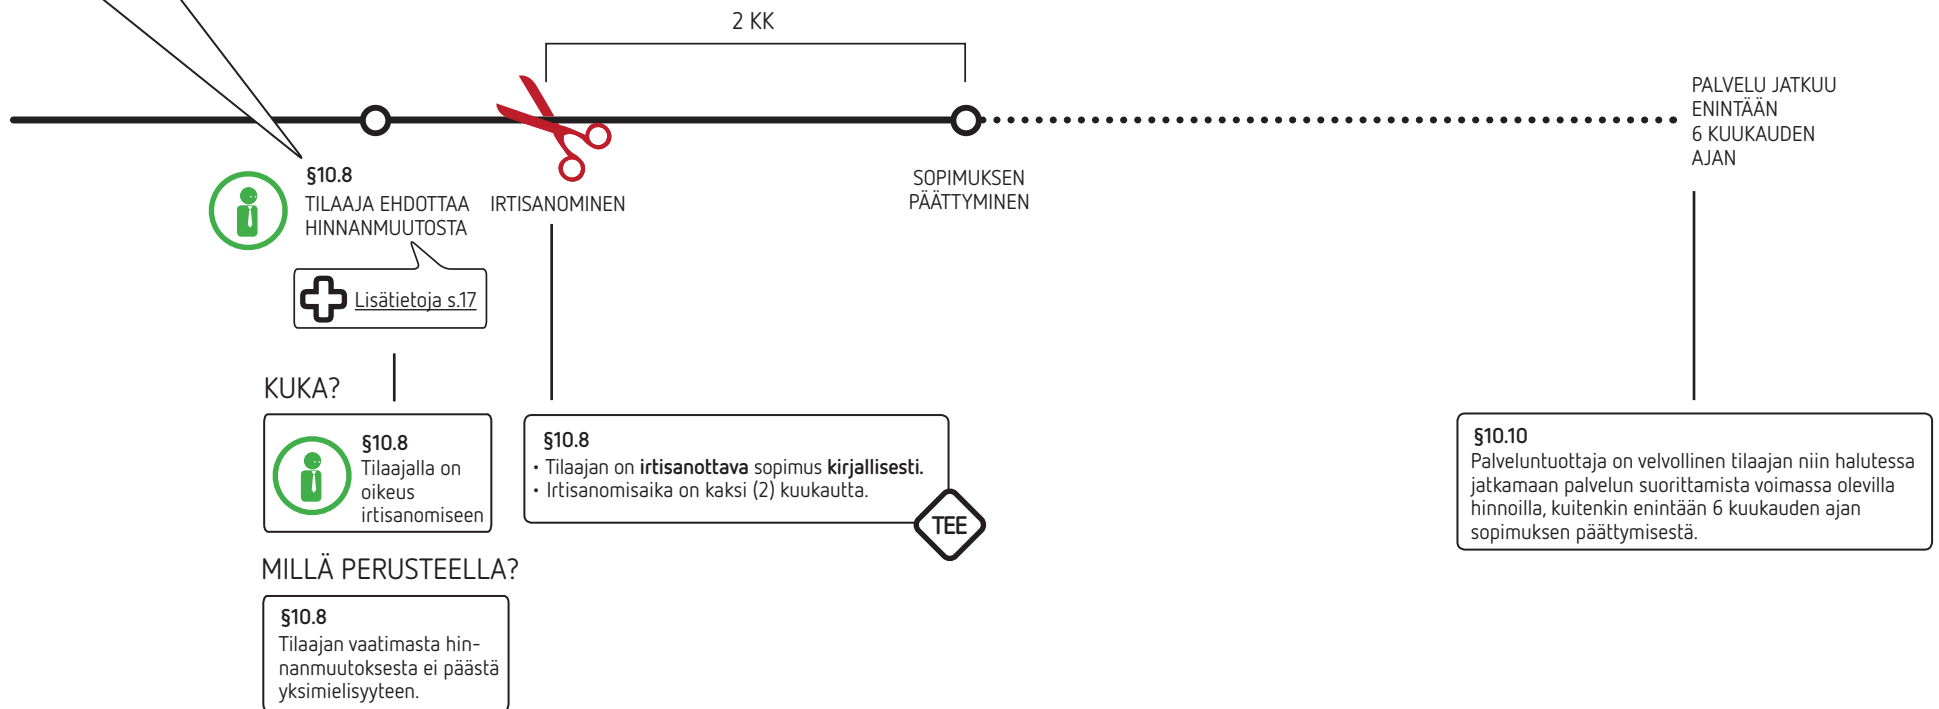 2 KK
PALVELU JATKUU
ENINTÄÄN
6 KUUKAUDEN
AJAN
§10.8
TILAAJA EHDOTTAA
HINNANMUUTOSTA
IRTISANOMINEN
SOPIMUKSEN
PÄÄTTYMINEN
Lisätietoja s.17
KUKA?
§10.8
Tilaajalla on
oikeus
irtisanomiseen
§10.8
• Tilaajan on irtisanottava sopimus kirjallisesti.
• Irtisanomisaika on kaksi (2) kuukautta.
TEE
§10.10
Palveluntuottaja on velvollinen tilaajan niin halutessa
jatkamaan palvelun suorittamista voimassa olevilla
hinnoilla, kuitenkin enintään 6 kuukauden ajan
sopimuksen päättymisestä.
MILLÄ PERUSTEELLA?
§10.8
Tilaajan vaatimasta hin-
nanmuutoksesta ei päästä
yksimielisyyteen.